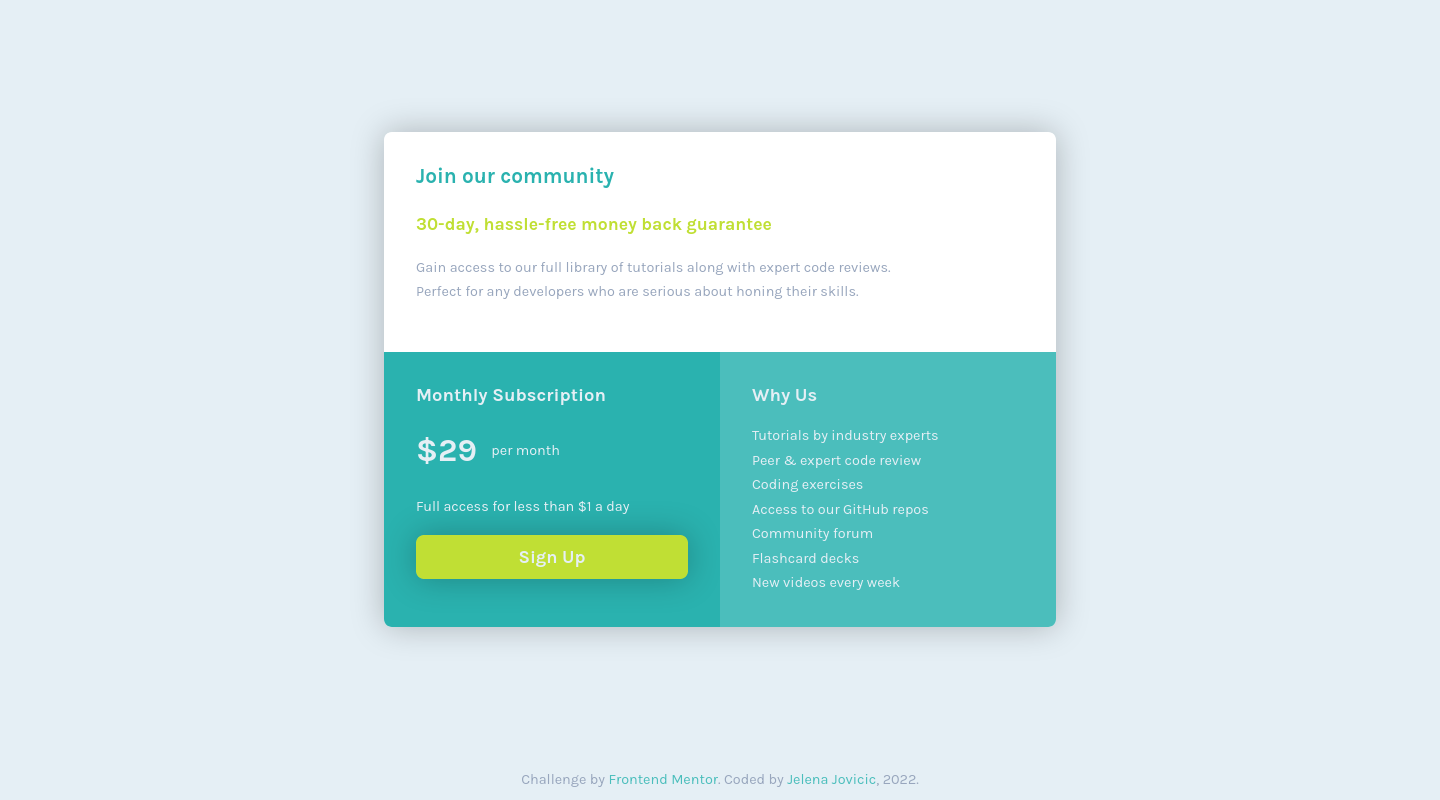 Join our community
30-day, hassle-free money back guarantee
Gain access to our full library of tutorials along with expert code reviews.
Perfect for any developers who are serious about honing their skills.
Monthly Subscription
$29 per month
Full access for less than $1 a day
Sign Up
Why Us
Tutorials by industry experts
Peer & expert code review
Coding exercises
Access to our GitHub repos
Community forum
Flashcard decks
New videos every week
Challenge by Frontend Mentor. Coded by Jelena Jovicic, 2022.